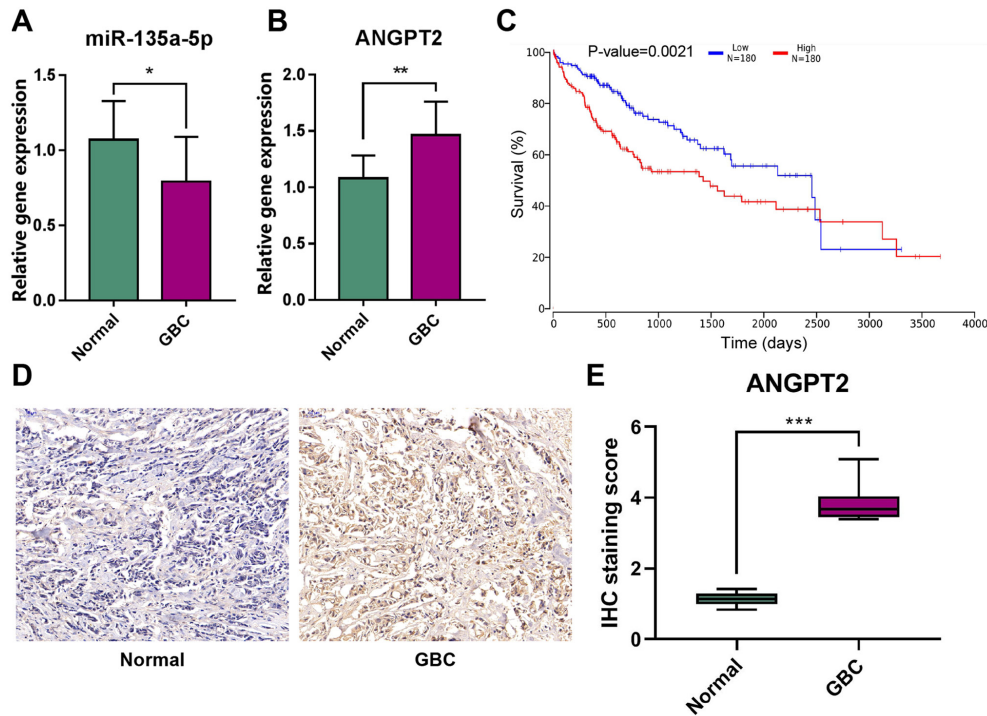 A
miR-135a-5p
Relative gene expression
1.5
1.0
0.5
0.0
*
Normal
GBC
B
ANGPT2
Relative gene expression
2.0
1.5
1.0
0.5
0.0
**
Normal
GBC
C
P-value=0.0021
Low
N=180
High
N=180
Survival (%)
100
80
60
40
20
0
0
500
1000
1500
2000
2500
3000
3500
4000
Time (days)
D
Normal
GBC
E
ANGPT2
IHC staining score
6
4
2
0
***
Normal
GBC